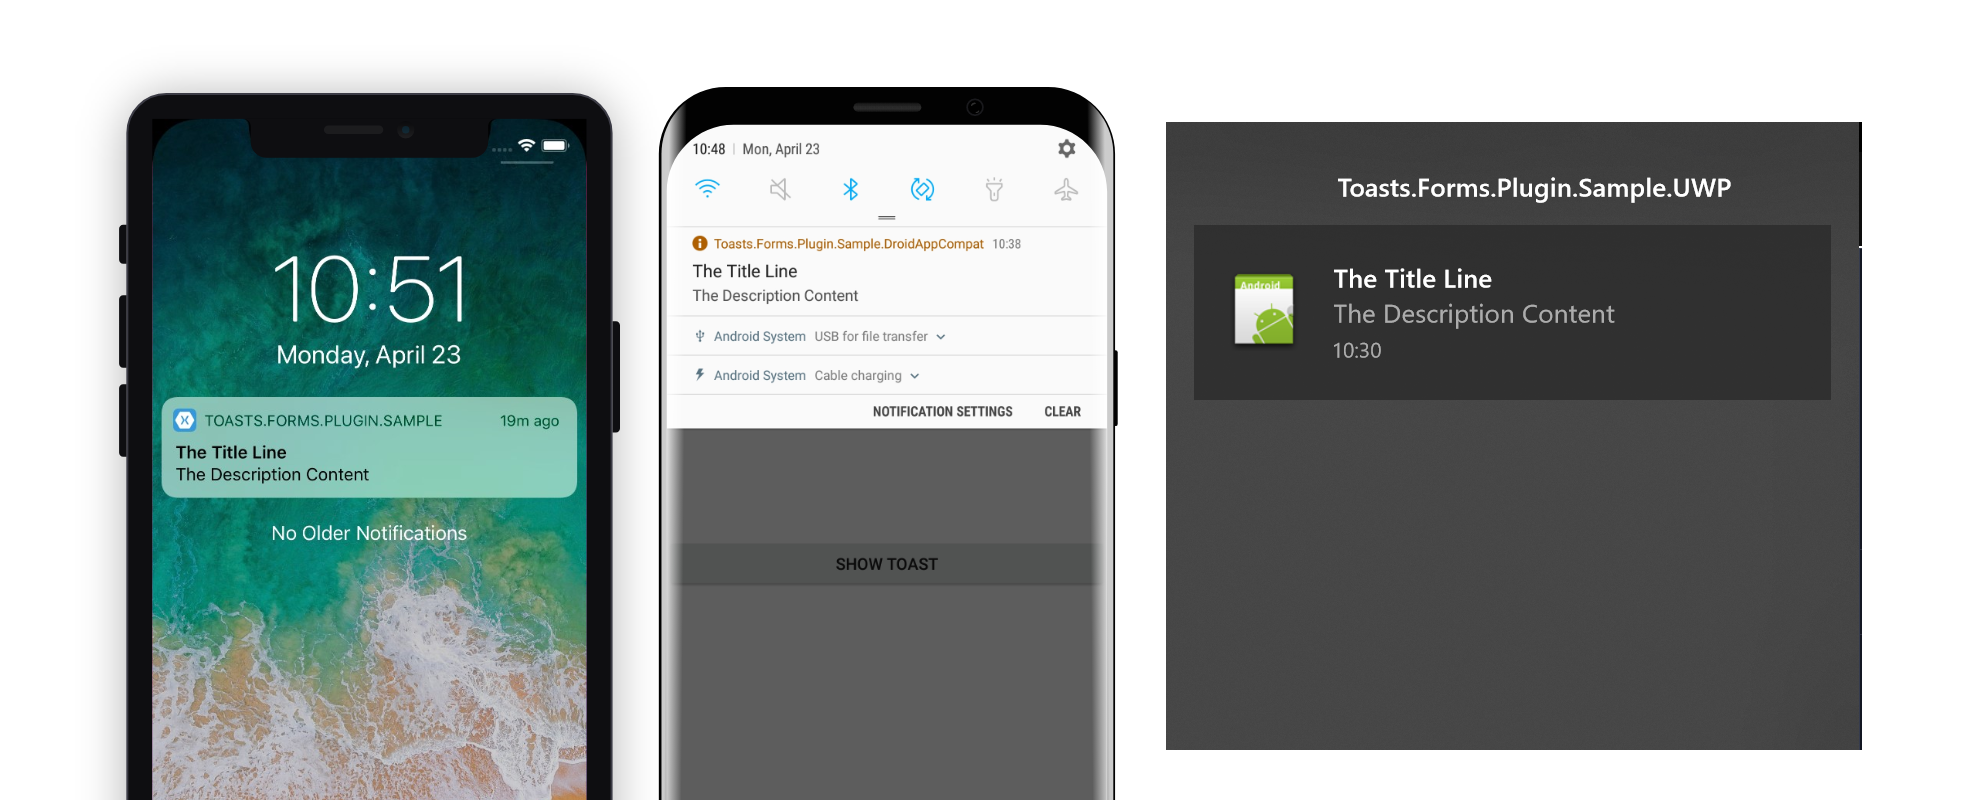 10:51
Monday, April 23
TOASTS.FORMS.PLUGIN.SAMPLE 19m ago
The Title Line
The Description Content
No Older Notifications
10:48 Mon, April 23
Toasts.Forms.Plugin.Sample.DroidAppCompat 10:38
The Title Line
The Description Content
Android System USB for file transfer
Android System Cable charging
NOTIFICATION SETTINGS CLEAR
SHOW TOAST
Toasts.Forms.Plugin.Sample.UWP
Android
The Title Line
The Description Content
10:30